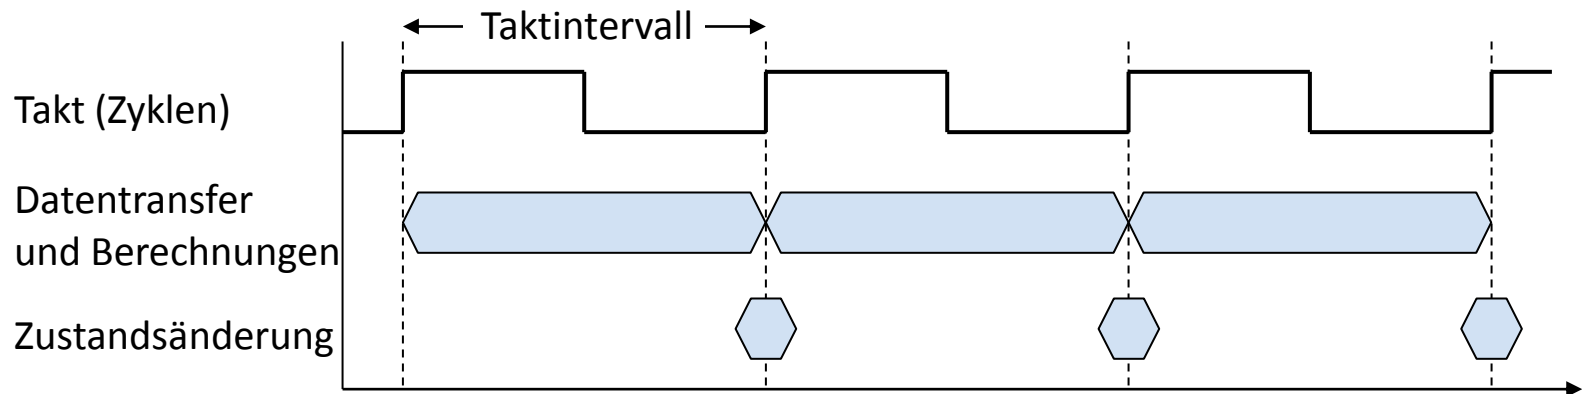 Taktintervall
Takt (Zyklen)
Datentransfer
und Berechnungen
Zustandsänderung